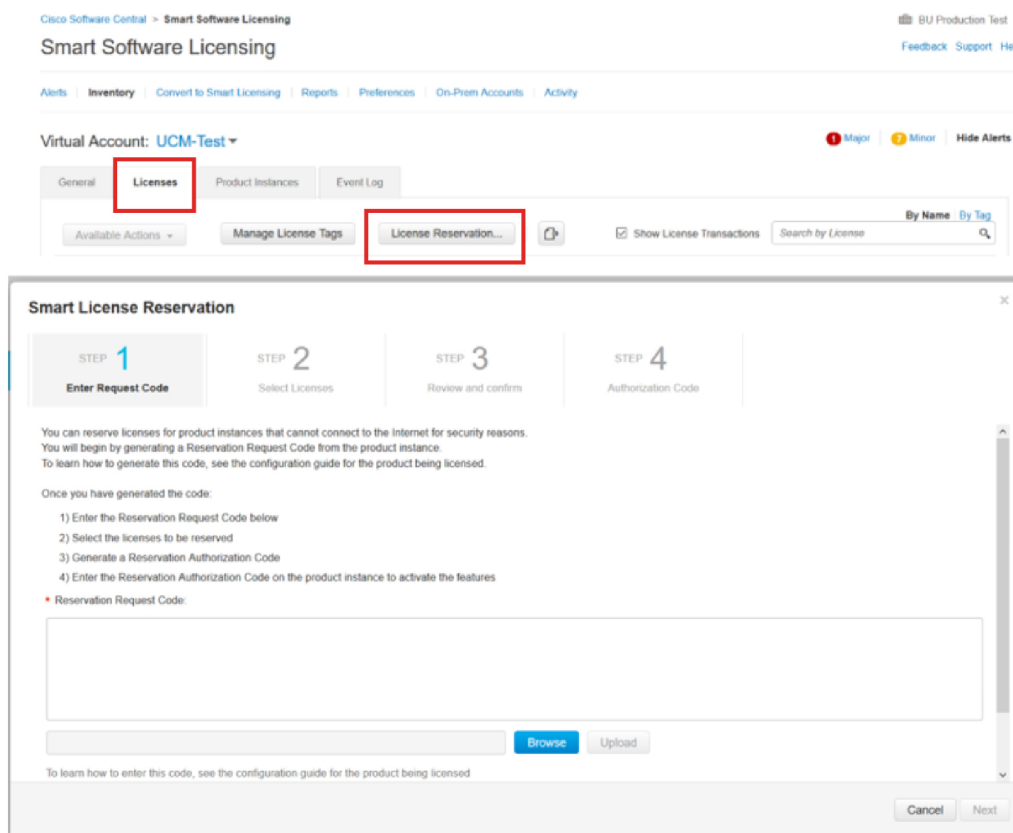 Cisco Software Central > Smart Software Licensing
BU Production Test
Smart Software Licensing
Feedback Support He
Alerts Inventory Convert to Smart Licensing Reports Preferences On-Prem Accounts Activity
Virtual Account: UCM-Test
1 Major 7 Minor Hide Alerts
General Licenses Product Instances Event Log
By Name By Tag
Available Actions Manage License Tags License Reservation... Show License Transactions Search by License
Smart License Reservation
STEP 1 STEP 2 STEP 3 STEP 4
Enter Request Code Select Licenses Review and confirm Authorization Code
You can reserve licenses for product instances that cannot connect to the Internet for security reasons.
You will begin by generating a Reservation Request Code from the product instance.
To learn how to generate this code, see the configuration guide for the product being licensed.
Once you have generated the code:
1) Enter the Reservation Request Code below
2) Select the licenses to be reserved
3) Generate a Reservation Authorization Code
4) Enter the Reservation Authorization Code on the product instance to activate the features
* Reservation Request Code:
Browse Upload
To learn how to enter this code, see the configuration guide for the product being licensed
Cancel Next